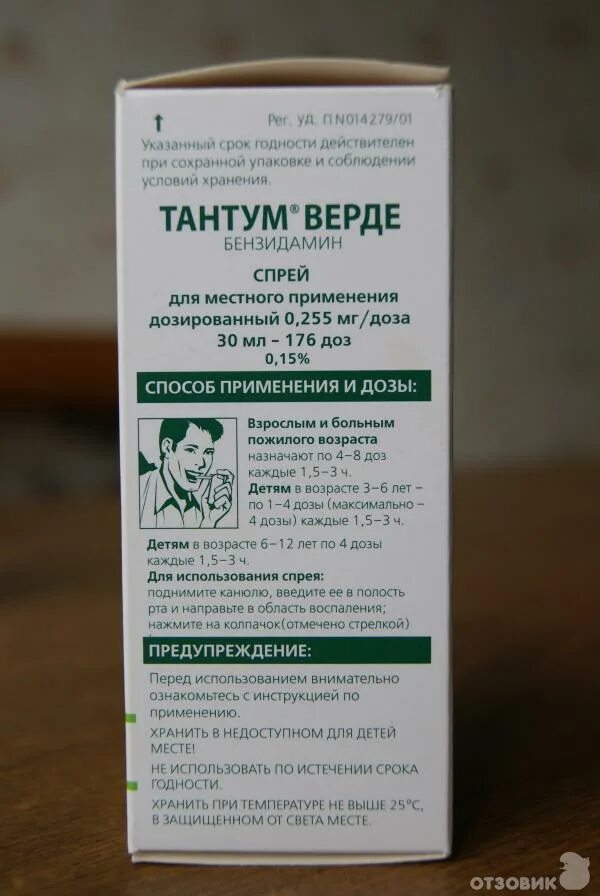 Рег. уд. П N014279/01
Указанный срок годности действителен
при сохранной упаковке и соблюдении
условий хранения.
ТАНТУМ® ВЕРДЕ
БЕНЗИДАМИН
СПРЕЙ
для местного применения
дозированный 0,255 мг/доза
30 мл – 176 доз
0,15%
СПОСОБ ПРИМЕНЕНИЯ И ДОЗЫ:
Взрослым и больным
пожилого возраста
назначают по 4–8 доз
каждые 1,5–3 ч.
Детям в возрасте 3–6 лет –
по 1–4 дозы (максимально –
4 дозы) каждые 1,5–3 ч.
Детям в возрасте 6–12 лет по 4 дозы
каждые 1,5–3 ч.
Для использования спрея:
поднимите канюлю, введите ее в полость
рта и направьте в область воспаления;
нажмите на колпачок(отмечено стрелкой)
ПРЕДУПРЕЖДЕНИЕ:
Перед использованием внимательно
ознакомьтесь с инструкцией по
применению.
ХРАНИТЬ В НЕДОСТУПНОМ ДЛЯ ДЕТЕЙ
МЕСТЕ!
НЕ ИСПОЛЬЗОВАТЬ ПО ИСТЕЧЕНИИ СРОКА
ГОДНОСТИ.
ХРАНИТЬ ПРИ ТЕМПЕРАТУРЕ НЕ ВЫШЕ 25°С,
В ЗАЩИЩЕННОМ ОТ СВЕТА МЕСТЕ.
ОТЗОВИК